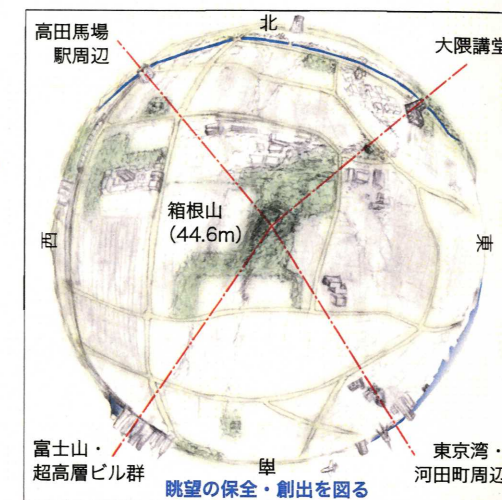 北
高田馬場
駅周辺
大隈講堂
箱根山
（44.6m）
西
東
富士山・
超高層ビル群
南
東京湾・
河田町周辺
眺望の保全・創出を図る